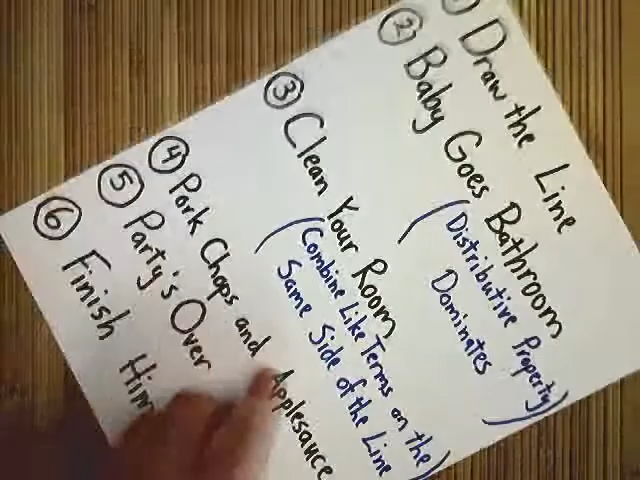 ① Draw the Line
② Baby Goes Bathroom
(Distributive Property
Dominates)
③ Clean Your Room
(Combine Like Terms on the
Same Side of the Line)
④ Pork Chops and Applesauce
⑤ Party's Over
⑥ Finish Him